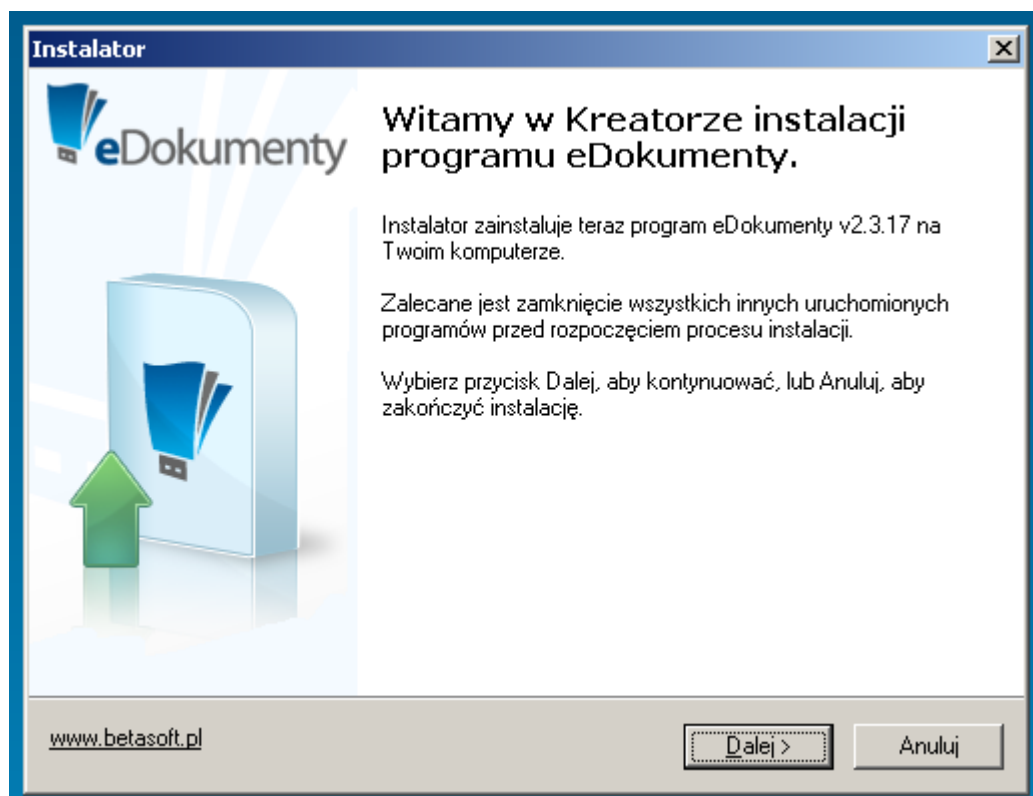 Instalator
eDokumenty
Witamy w Kreatorze instalacji
programu eDokumenty.
Instalator zainstaluje teraz program eDokumenty v2.3.17 na
Twoim komputerze.
Zalecane jest zamknięcie wszystkich innych uruchomionych
programów przed rozpoczęciem procesu instalacji.
Wybierz przycisk Dalej, aby kontynuować, lub Anuluj, aby
zakończyć instalację.
www.betasoft.pl
Dalej >
Anuluj